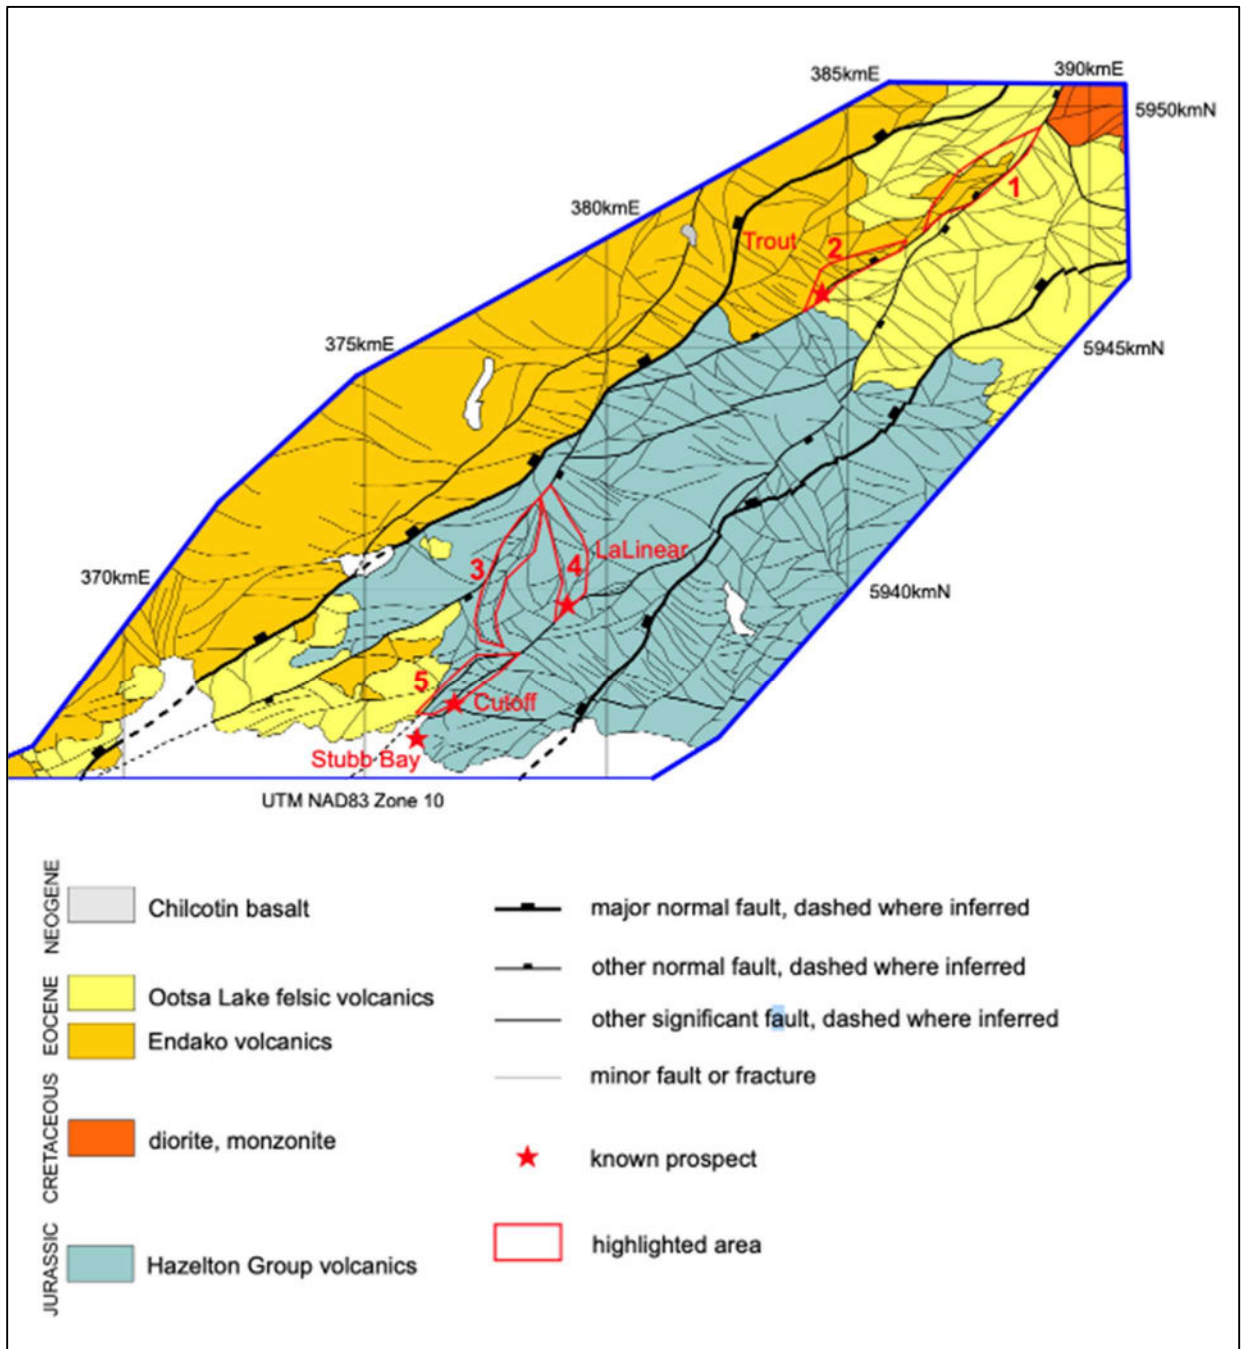 390kmE
385kmE
5950kmN
1
380kmE
Trout
2
375kmE
5945kmN
LaLinear
3
4
370kmE
5940kmN
5
Cutoff
Stubb Bay
UTM NAD83 Zone 10
NEOGENE
Chilcotin basalt
major normal fault, dashed where inferred
other normal fault, dashed where inferred
EOCENE
Ootsa Lake felsic volcanics
other significant fault, dashed where inferred
Endako volcanics
minor fault or fracture
CRETACEOUS
diorite, monzonite
known prospect
JURASSIC
Hazelton Group volcanics
highlighted area